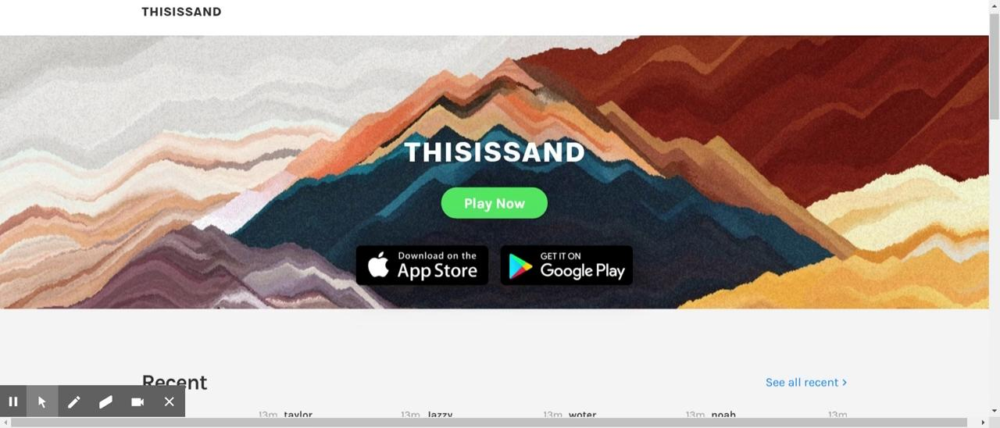 THISISSAND
THISISSAND
Play Now
Download on the
App Store
GET IT ON
Google Play
Recent
See all recent
13m taylor 13m Jazzy 13m woter 13m noah 13m